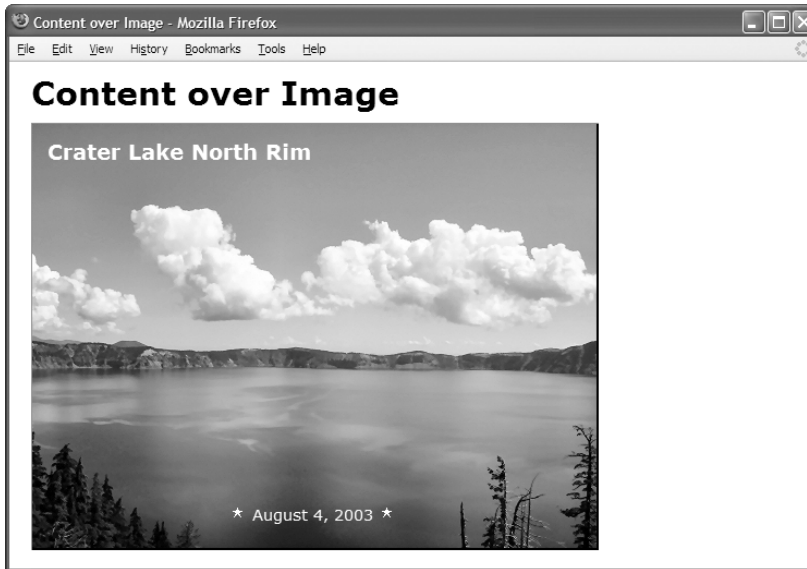 Content over Image - Mozilla Firefox
File Edit View History Bookmarks Tools Help
Content over Image
Crater Lake North Rim
★ August 4, 2003 ★